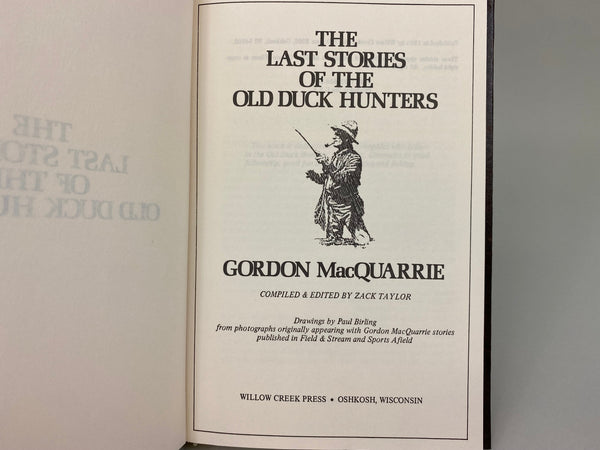 THE
LAST STORIES
OF THE
OLD DUCK HUNTERS
GORDON MacQUARRIE
COMPILED & EDITED BY ZACK TAYLOR
Drawings by Paul Birling
from photographs originally appearing with Gordon MacQuarrie stories
published in Field & Stream and Sports Afield
WILLOW CREEK PRESS • OSHKOSH, WISCONSIN